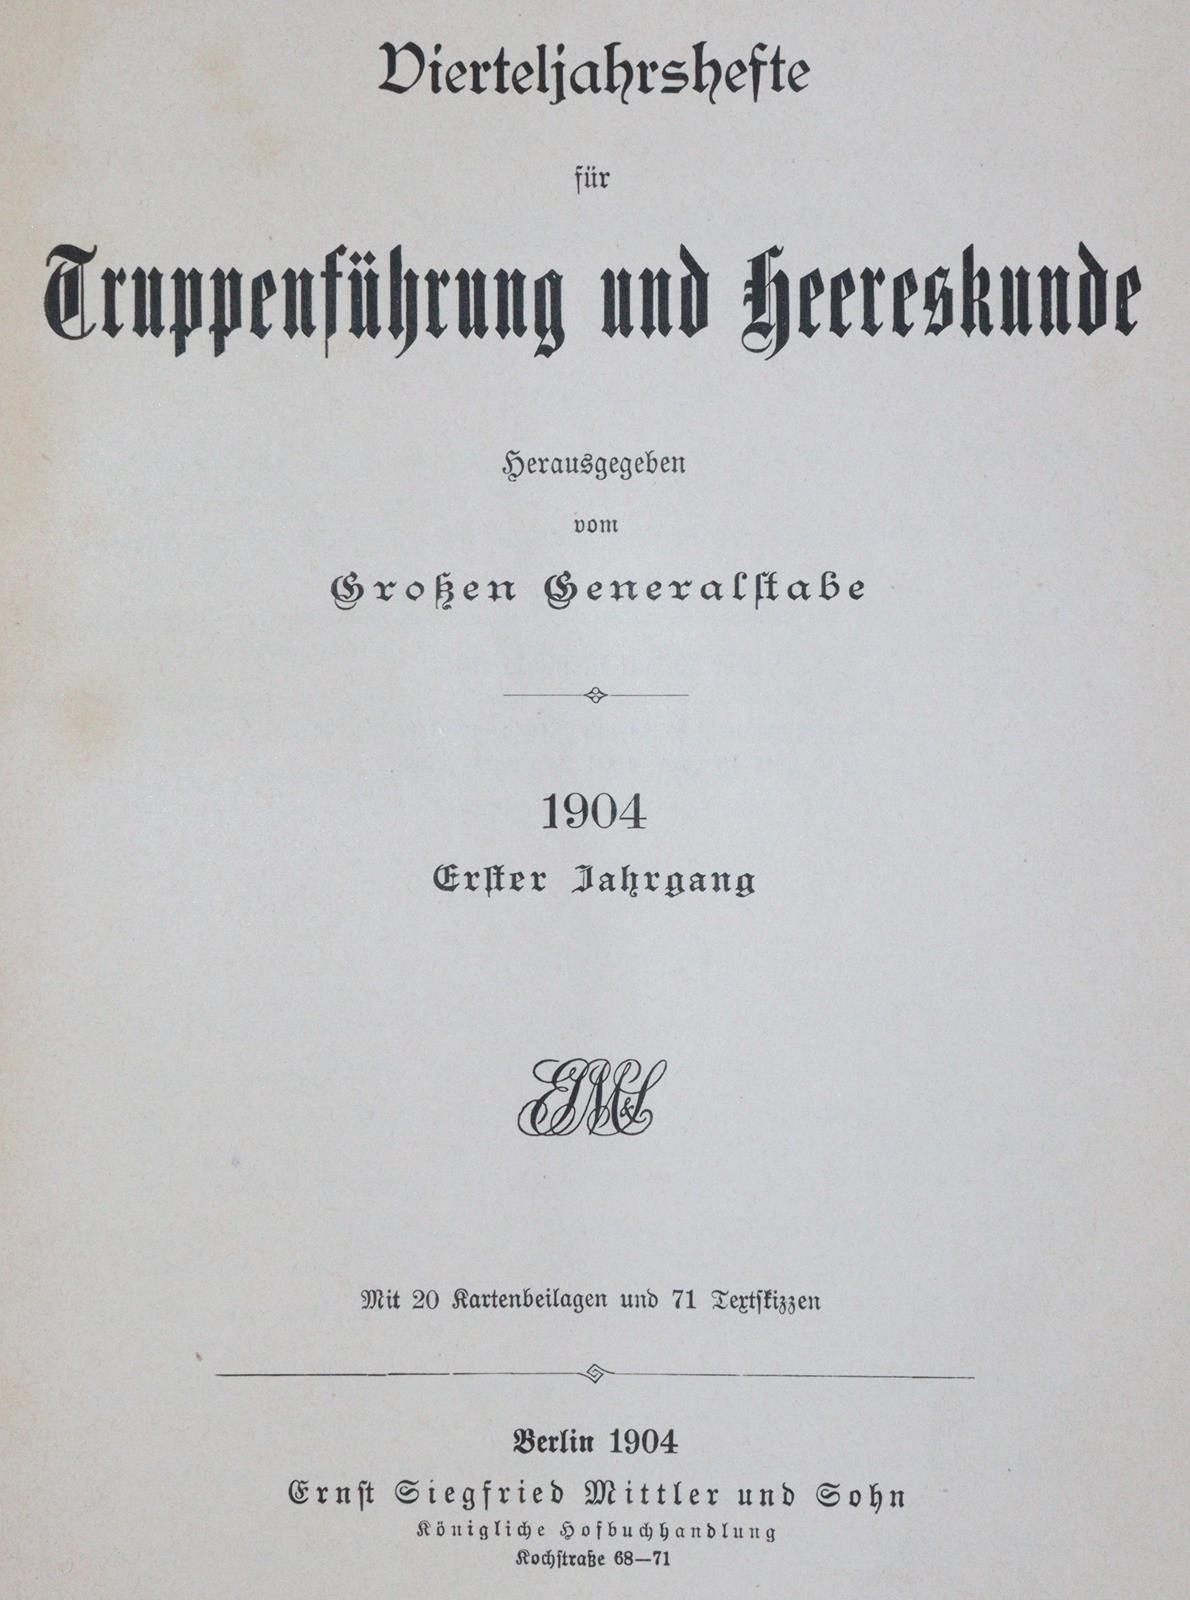 Vierteljahrshefte
für
Truppenführung und Heereskunde
Herausgegeben
vom
Großen Generalstabe
1904
Erster Jahrgang
ESM&S
Mit 20 Kartenbeilagen und 71 Textskizzen
Berlin 1904
Ernst Siegfried Mittler und Sohn
Königliche Hofbuchhandlung
Kochstraße 68—71